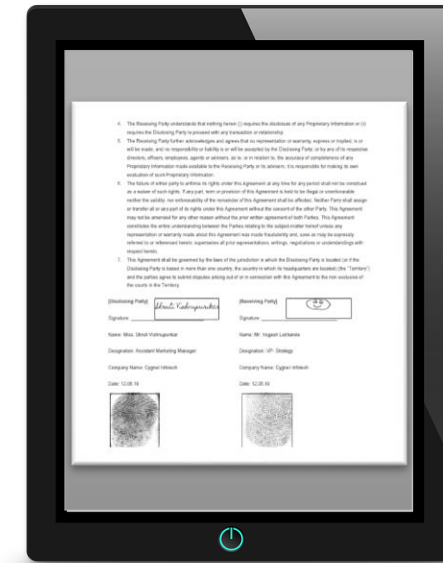 4. The Receiving Party understands that nothing herein (i) requires the disclosure of any Proprietary Information or (ii)
requires the Disclosing Party to proceed with any transaction or relationship.
5. The Receiving Party further acknowledges and agrees that no representation or warranty, express or implied, is or
will be made, and no responsibility or liability is or will be accepted by the Disclosing Party, or by any of its respective
directors, officers, employees, agents or advisers, as to, or in relation to, the accuracy of completeness of any
Proprietary Information made available to the Receiving Party or its advisers; it is responsible for making its own
evaluation of such Proprietary Information.
6. The failure of either party to enforce its rights under this Agreement at any time for any period shall not be construed
as a waiver of such rights. If any part, term or provision of this Agreement is held to be illegal or unenforceable
neither the validity, nor enforceability of the remainder of this Agreement shall be affected. Neither Party shall assign
or transfer all or any part of its rights under this Agreement without the consent of the other Party. This Agreement
may not be amended for any other reason without the prior written agreement of both Parties. This Agreement
constitutes the entire understanding between the Parties relating to the subject matter hereof unless any
representation or warranty made about this Agreement was made fraudulently and, save as may be expressly
referred to or referenced herein, supersedes all prior representations, writings, negotiations or understandings with
respect hereto.
7. This Agreement shall be governed by the laws of the jurisdiction in which the Disclosing Party is located (or if the
Disclosing Party is based in more than one country, the country in which its headquarters are located) (the "Territory")
and the parties agree to submit disputes arising out of or in connection with this Agreement to the non-exclusive of
the courts in the Territory.
[Disclosing Party] [Receiving Party]
Signature Signature
Name: Miss. Name: Mr. Yogesh
Designation: Assistant Marketing Manager Designation: VP- Strategy
Company Name: Cygnet Infotech Company Name: Cygnet Infotech
Date: 12.05.16 Date: 12.05.16